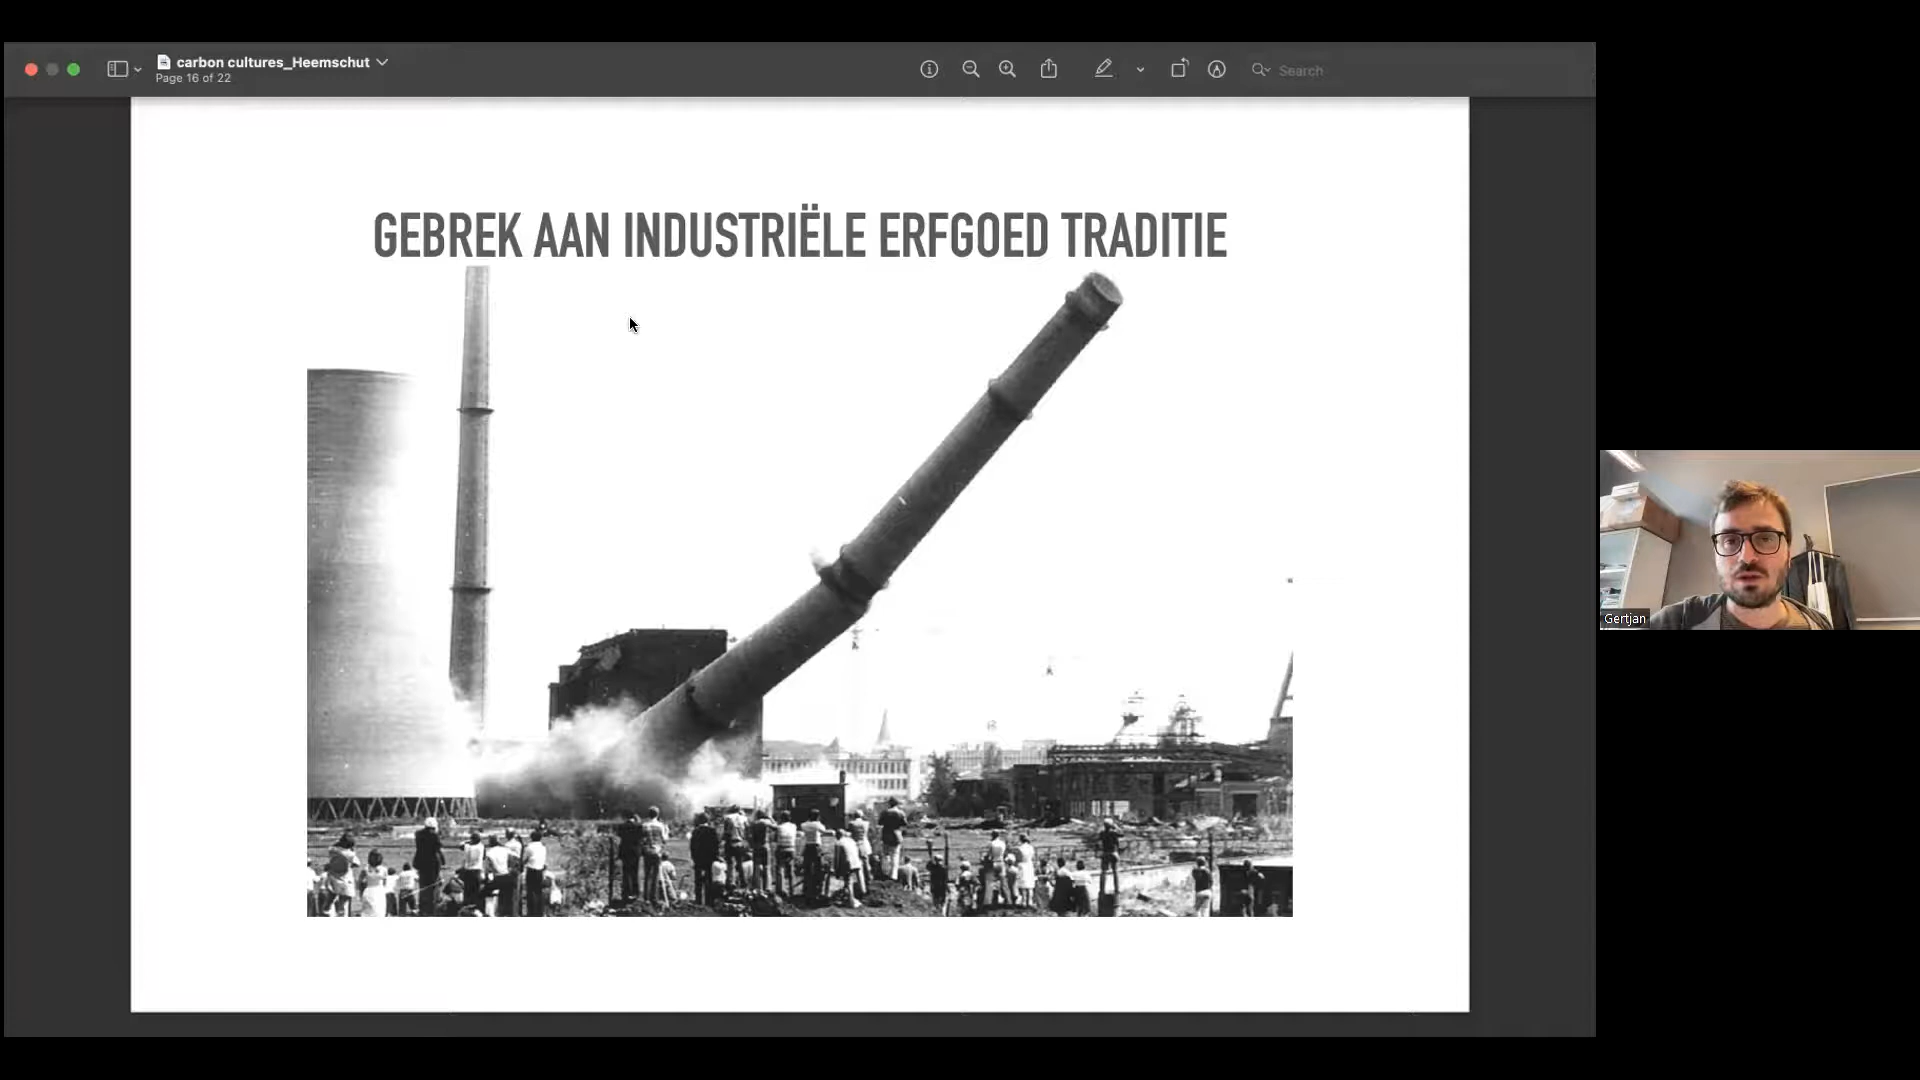 carbon cultures_Heemschut
Page 16 of 22
Search
GEBREK AAN INDUSTRIËLE ERFGOED TRADITIE
Gertjan